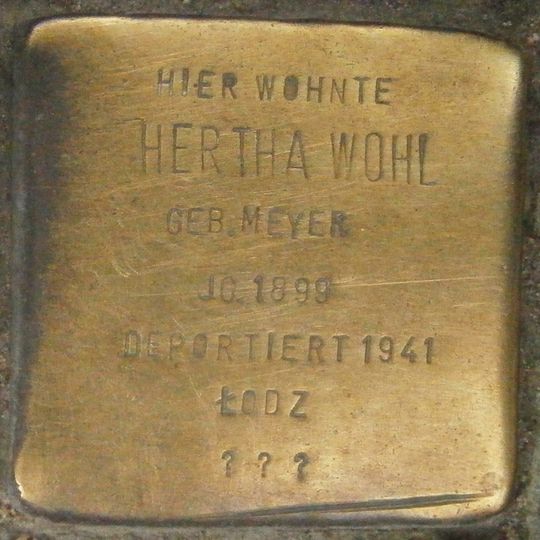 HIER WOHNTE
HERTHA WOHL
GEB. MEYER
JG. 1899
DEPORTIERT 1941
ŁODZ
? ? ?